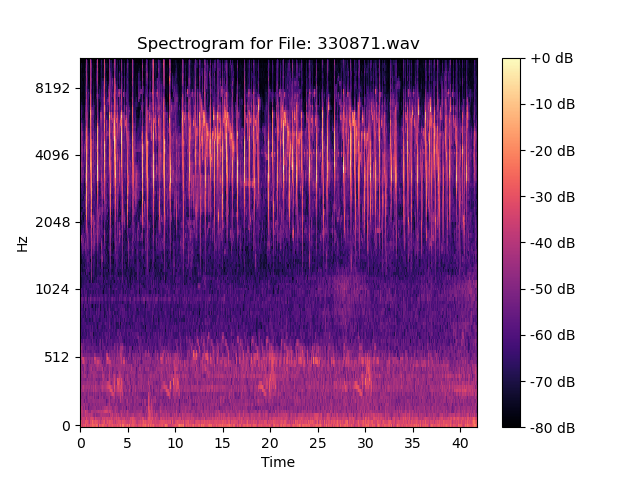 Spectrogram for File: 330871.wav
8192
4096
2048
1024
512
0
Hz
0 5 10 15 20 25 30 35 40
Time
+0 dB
-10 dB
-20 dB
-30 dB
-40 dB
-50 dB
-60 dB
-70 dB
-80 dB